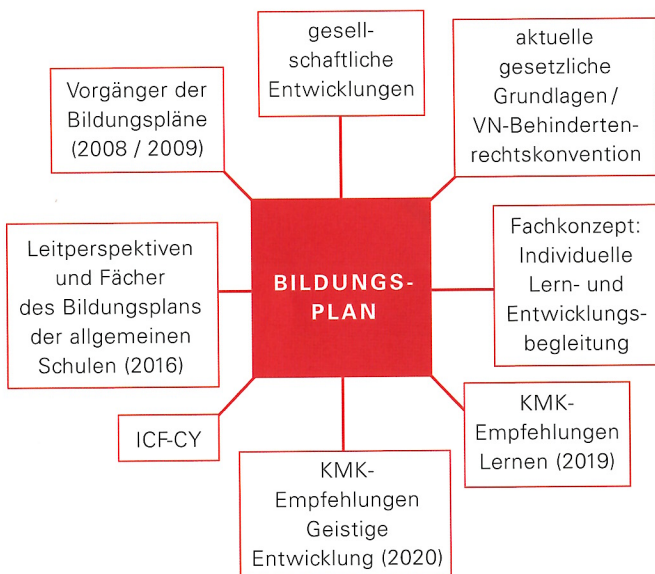 gesell-
schaftliche
Entwicklungen
aktuelle
gesetzliche
Grundlagen /
VN-Behinderten-
rechtskonvention
Vorgänger der
Bildungspläne
(2008 / 2009)
Leitperspektiven
und Fächer
des Bildungsplans
der allgemeinen
Schulen (2016)
BILDUNGS-
PLAN
Fachkonzept:
Individuelle
Lern- und
Entwicklungs-
begleitung
ICF-CY
KMK-
Empfehlungen
Geistige
Entwicklung (2020)
KMK-
Empfehlungen
Lernen (2019)